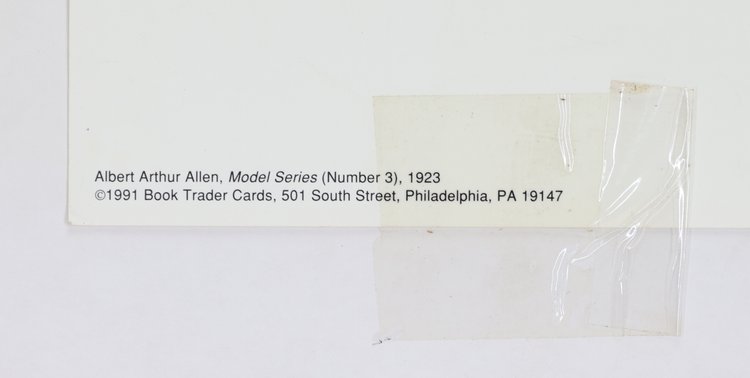 Albert Arthur Allen, Model Series (Number 3), 1923
©1991 Book Trader Cards, 501 South Street, Philadelphia, PA 19147